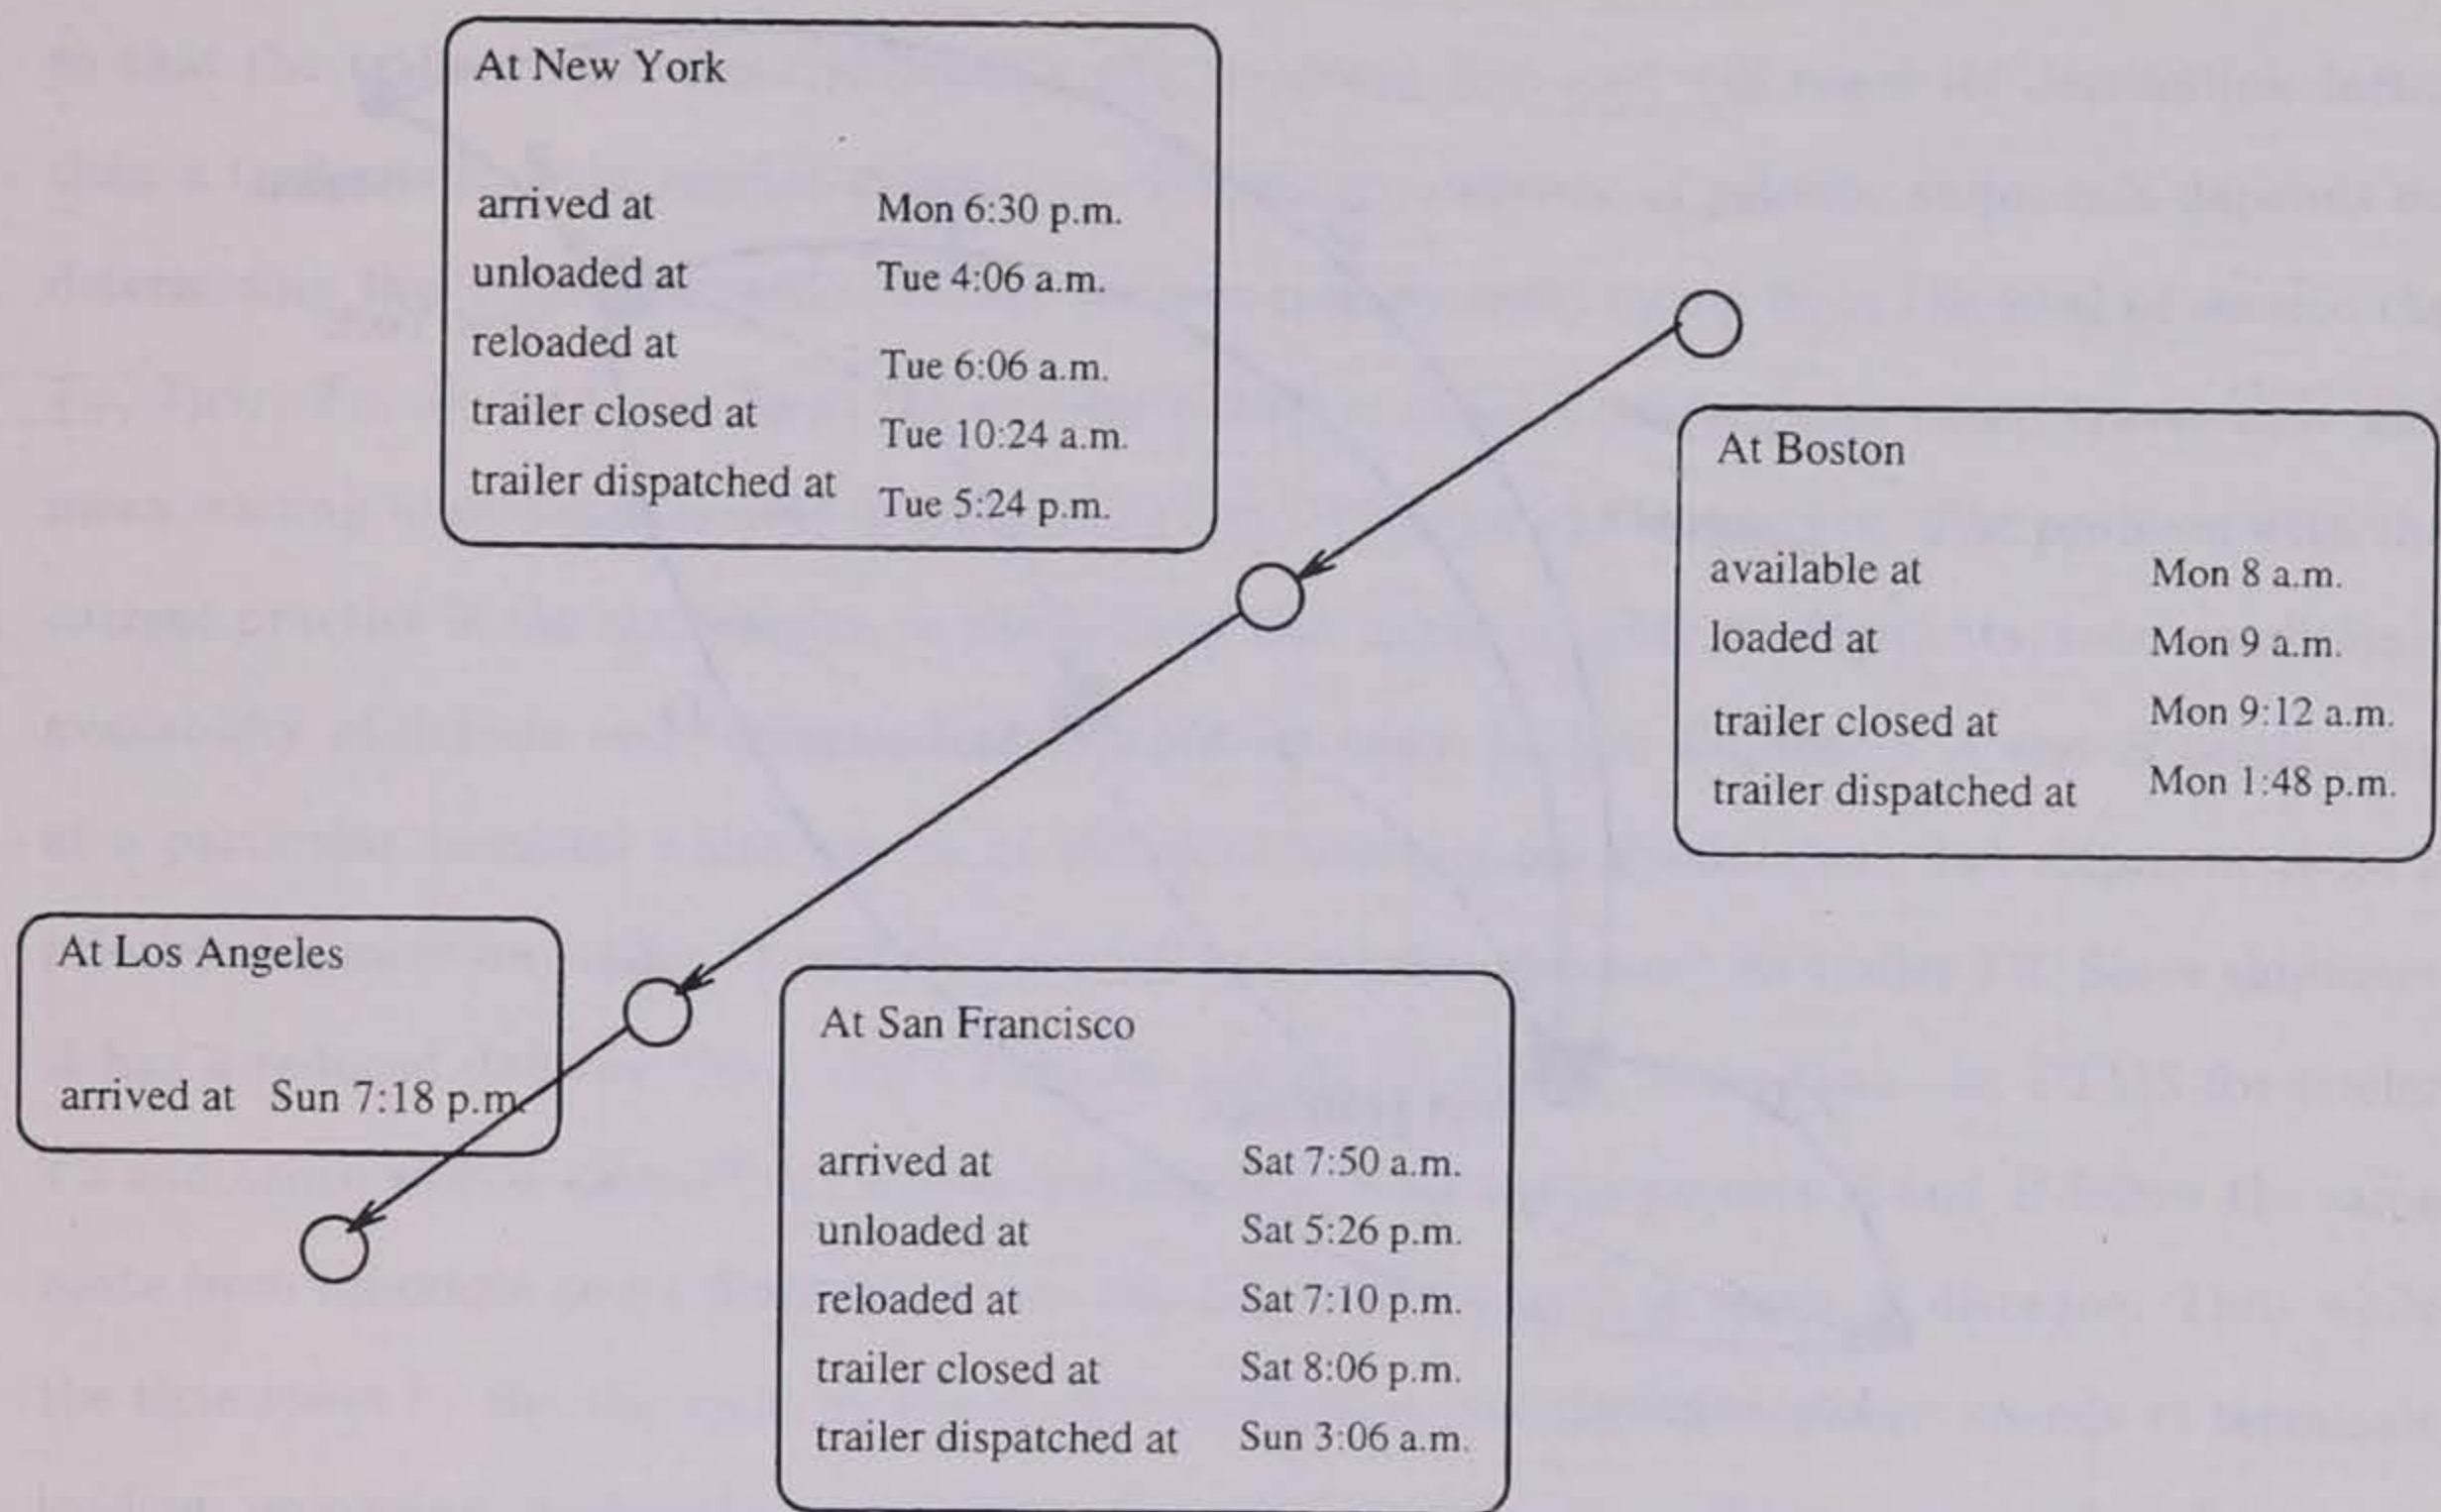 At New York
arrived at Mon 6:30 p.m.
unloaded at Tue 4:06 a.m.
reloaded at Tue 6:06 a.m.
trailer closed at Tue 10:24 a.m.
trailer dispatched at Tue 5:24 p.m.
At Boston
available at Mon 8 a.m.
loaded at Mon 9 a.m.
trailer closed at Mon 9:12 a.m.
trailer dispatched at Mon 1:48 p.m.
At Los Angeles
arrived at Sun 7:18 p.m.
At San Francisco
arrived at Sat 7:50 a.m.
unloaded at Sat 5:26 p.m.
reloaded at Sat 7:10 p.m.
trailer closed at Sat 8:06 p.m.
trailer dispatched at Sun 3:06 a.m.